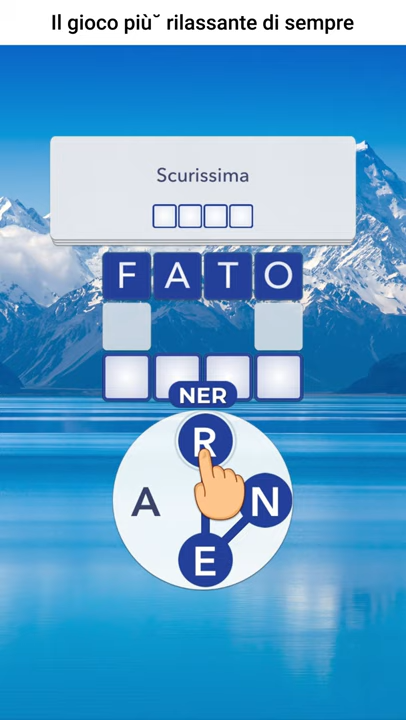 Il gioco più˘ rilassante di sempre
Scurissima
FATO
NER
R
A
N
E